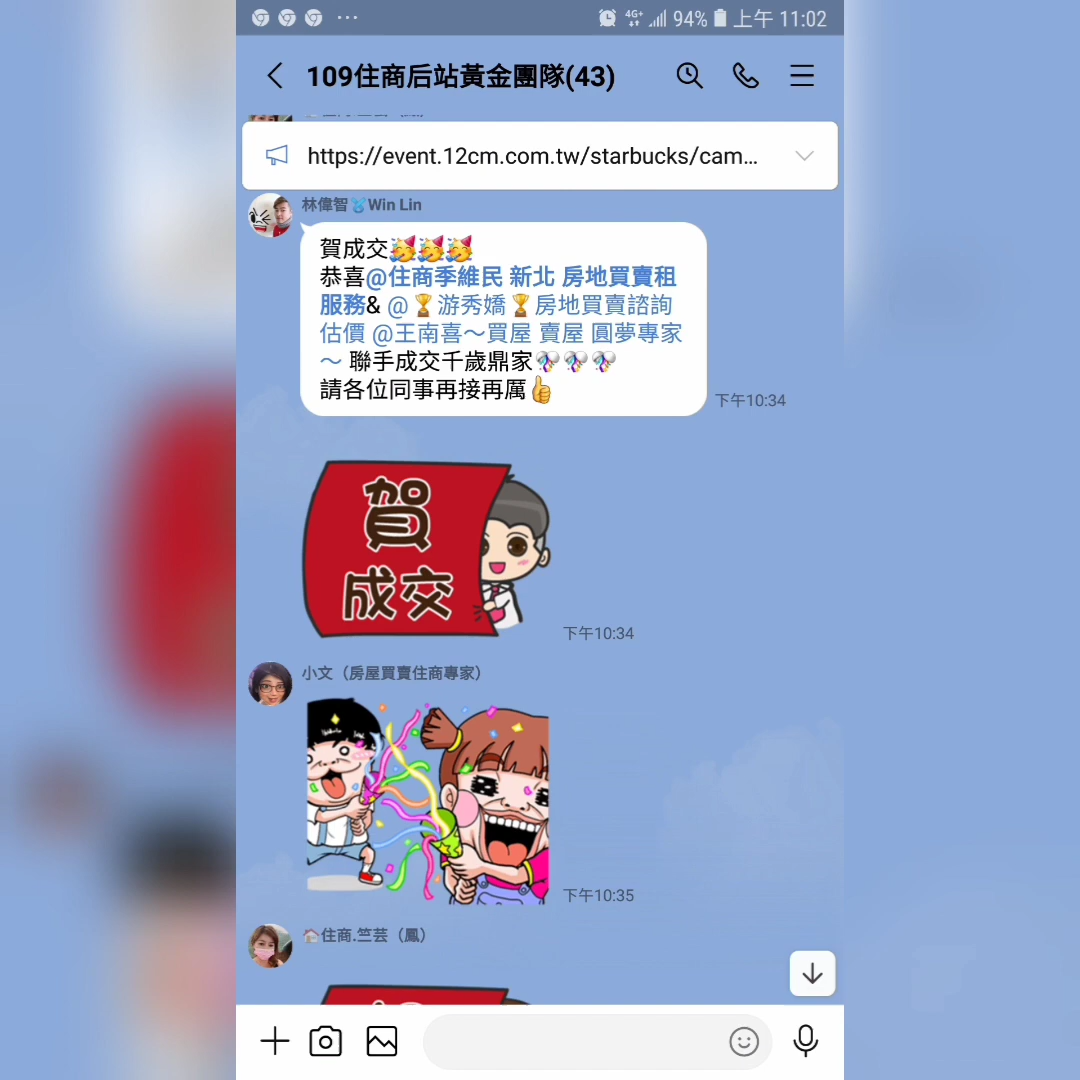 4G+ 94% 上午 11:02
109住商后站黃金團隊(43)
https://event.12cm.com.tw/starbucks/cam...
林偉智🥋Win Lin
賀成交🥳🥳🥳
恭喜@住商季維民 新北 房地買賣租
服務& @🏆游秀嬌🏆房地買賣諮詢
估價 @王南喜～買屋 賣屋 圓夢專家
～ 聯手成交千歲鼎家🎊🎊🎊
請各位同事再接再厲👍
下午10:34
賀
成交
下午10:34
小文（房屋買賣住商專家）
下午10:35
🏠住商.竺芸（鳳）